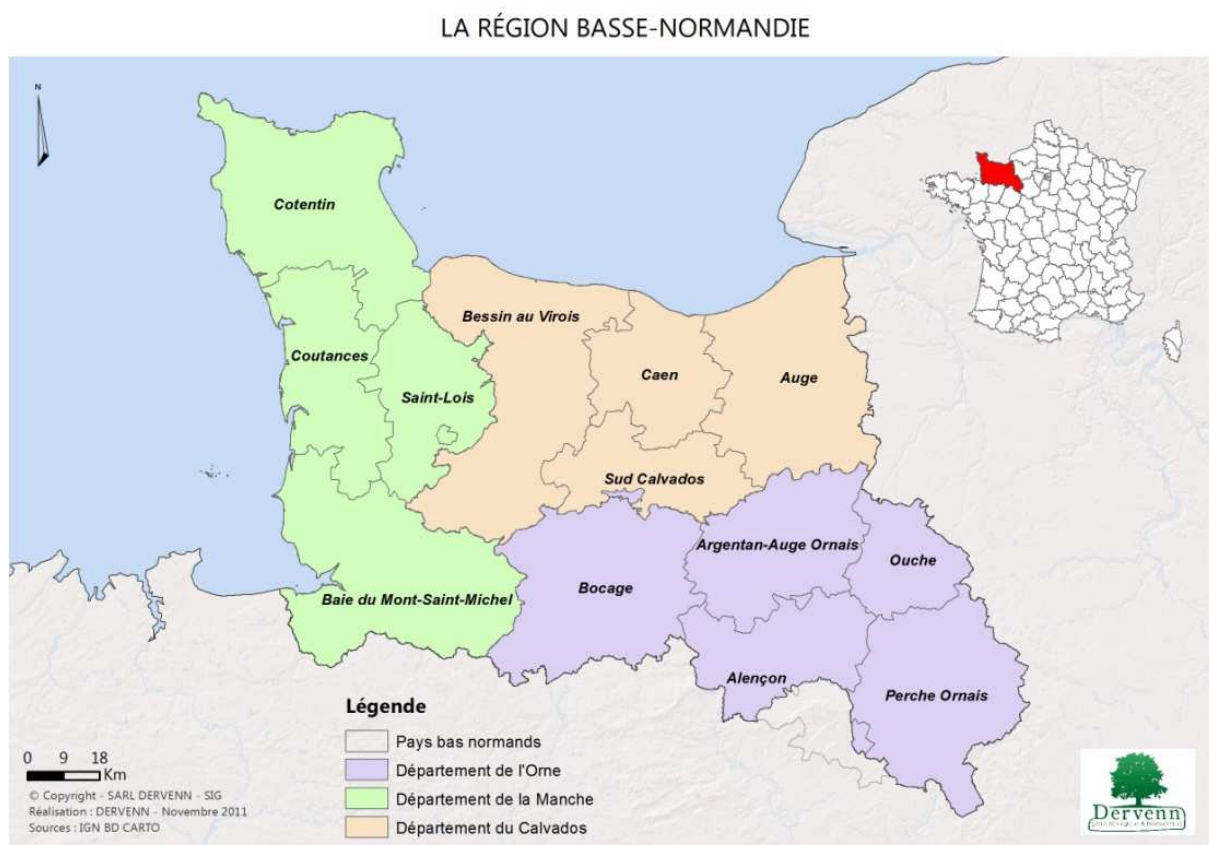 LA RÉGION BASSE-NORMANDIE
N
Cotentin
Bessin au Virois
Coutances
Caen
Auge
Saint-Lois
Sud Calvados
Argentan-Auge Ornais
Ouche
Bocage
Baie du Mont-Saint-Michel
Alençon
Perche Ornais
Légende
Pays bas normands
Département de l'Orne
Département de la Manche
Département du Calvados
0 9 18
Km
© Copyright - SARL DERVENN - SIG
Réalisation : DERVENN - Novembre 2011
Sources : IGN BD CARTO
Dervenn